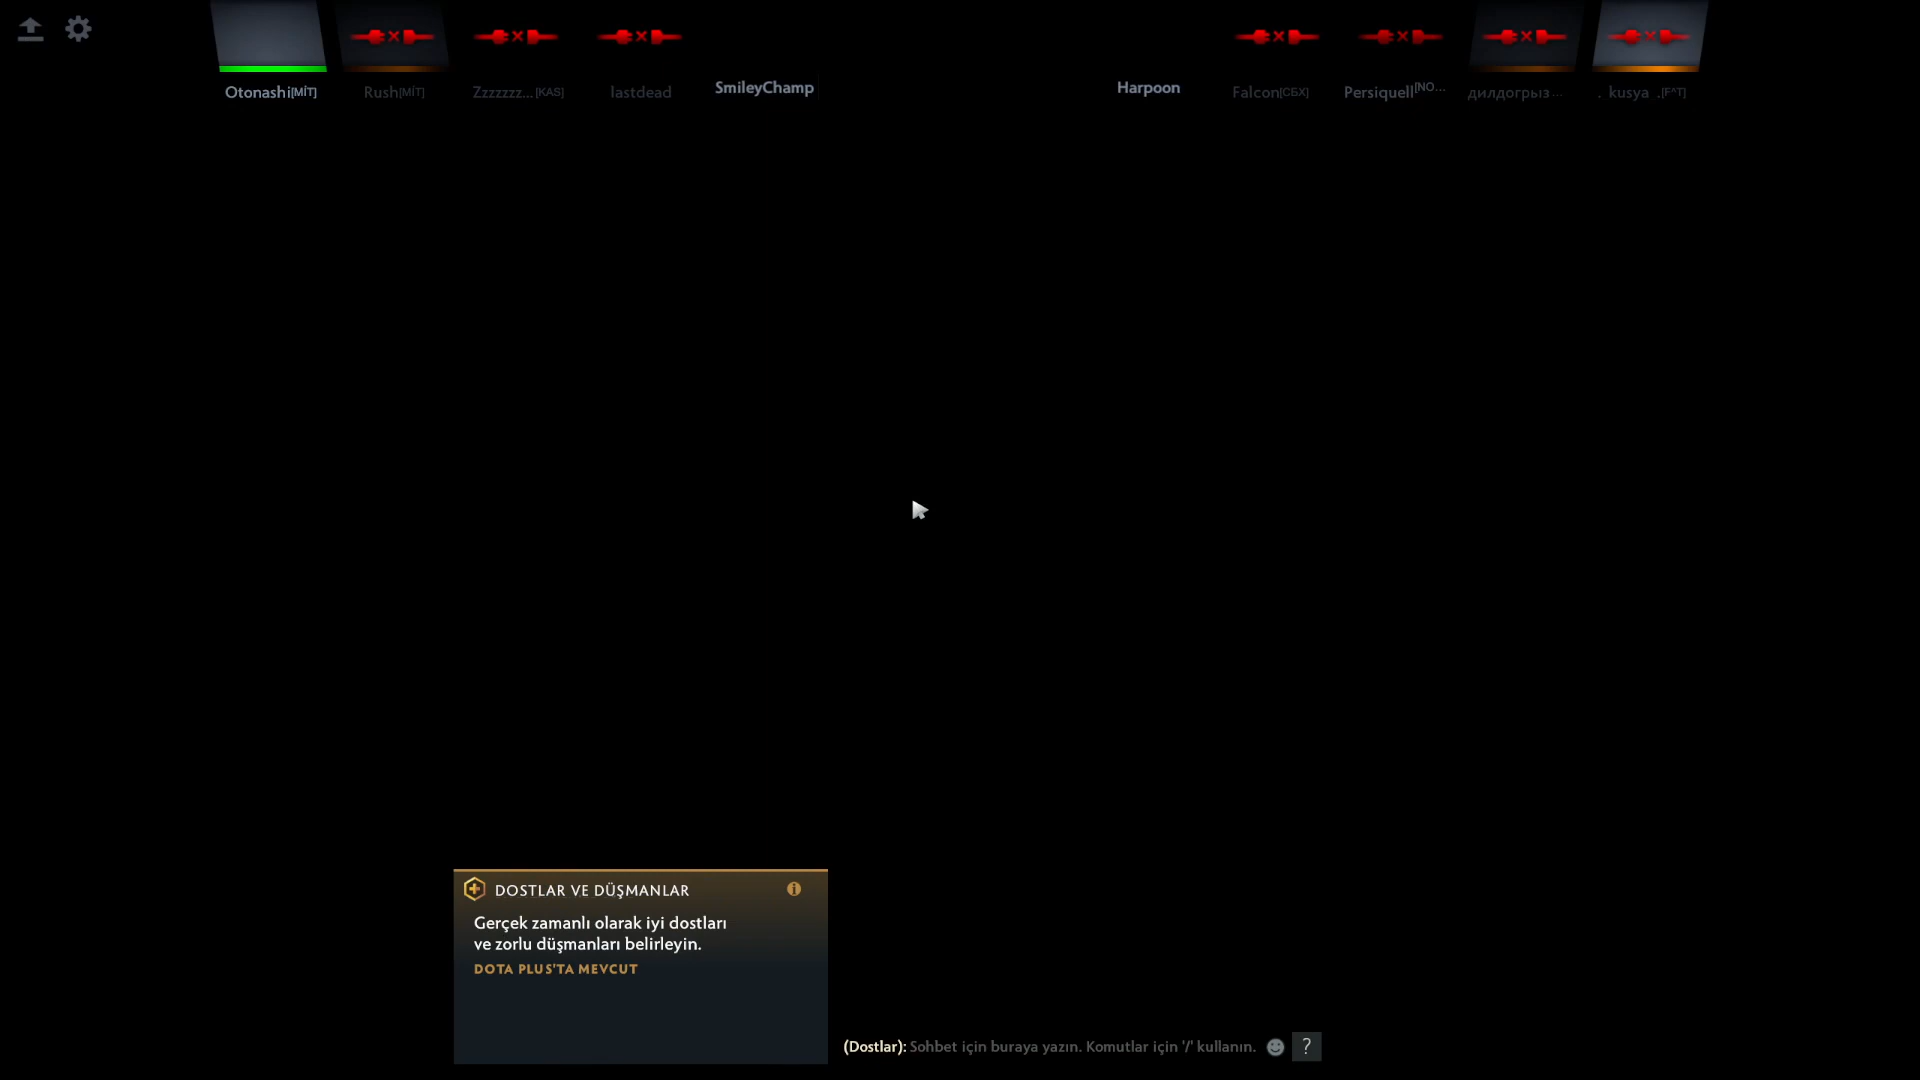 Otonashi[MİT]
Rush[MİT]
Zzzzzzz...[KAS]
lastdead
SmileyChamp
Harpoon
Falcon[СБХ]
Persiquell[NO...
дилдогрыз...
. kusya .[F^T]
DOSTLAR VE DÜŞMANLAR
Gerçek zamanlı olarak iyi dostları
ve zorlu düşmanları belirleyin.
DOTA PLUS'TA MEVCUT
(Dostlar): Sohbet için buraya yazın. Komutlar için '/' kullanın.
?